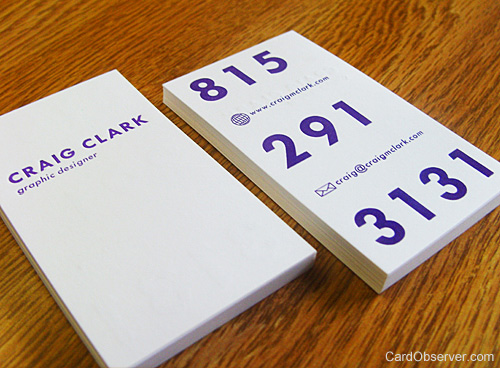 CRAIG CLARK
graphic designer
815
www.craigmclark.com
291
craig@craigmclark.com
3131
CardObserver.com